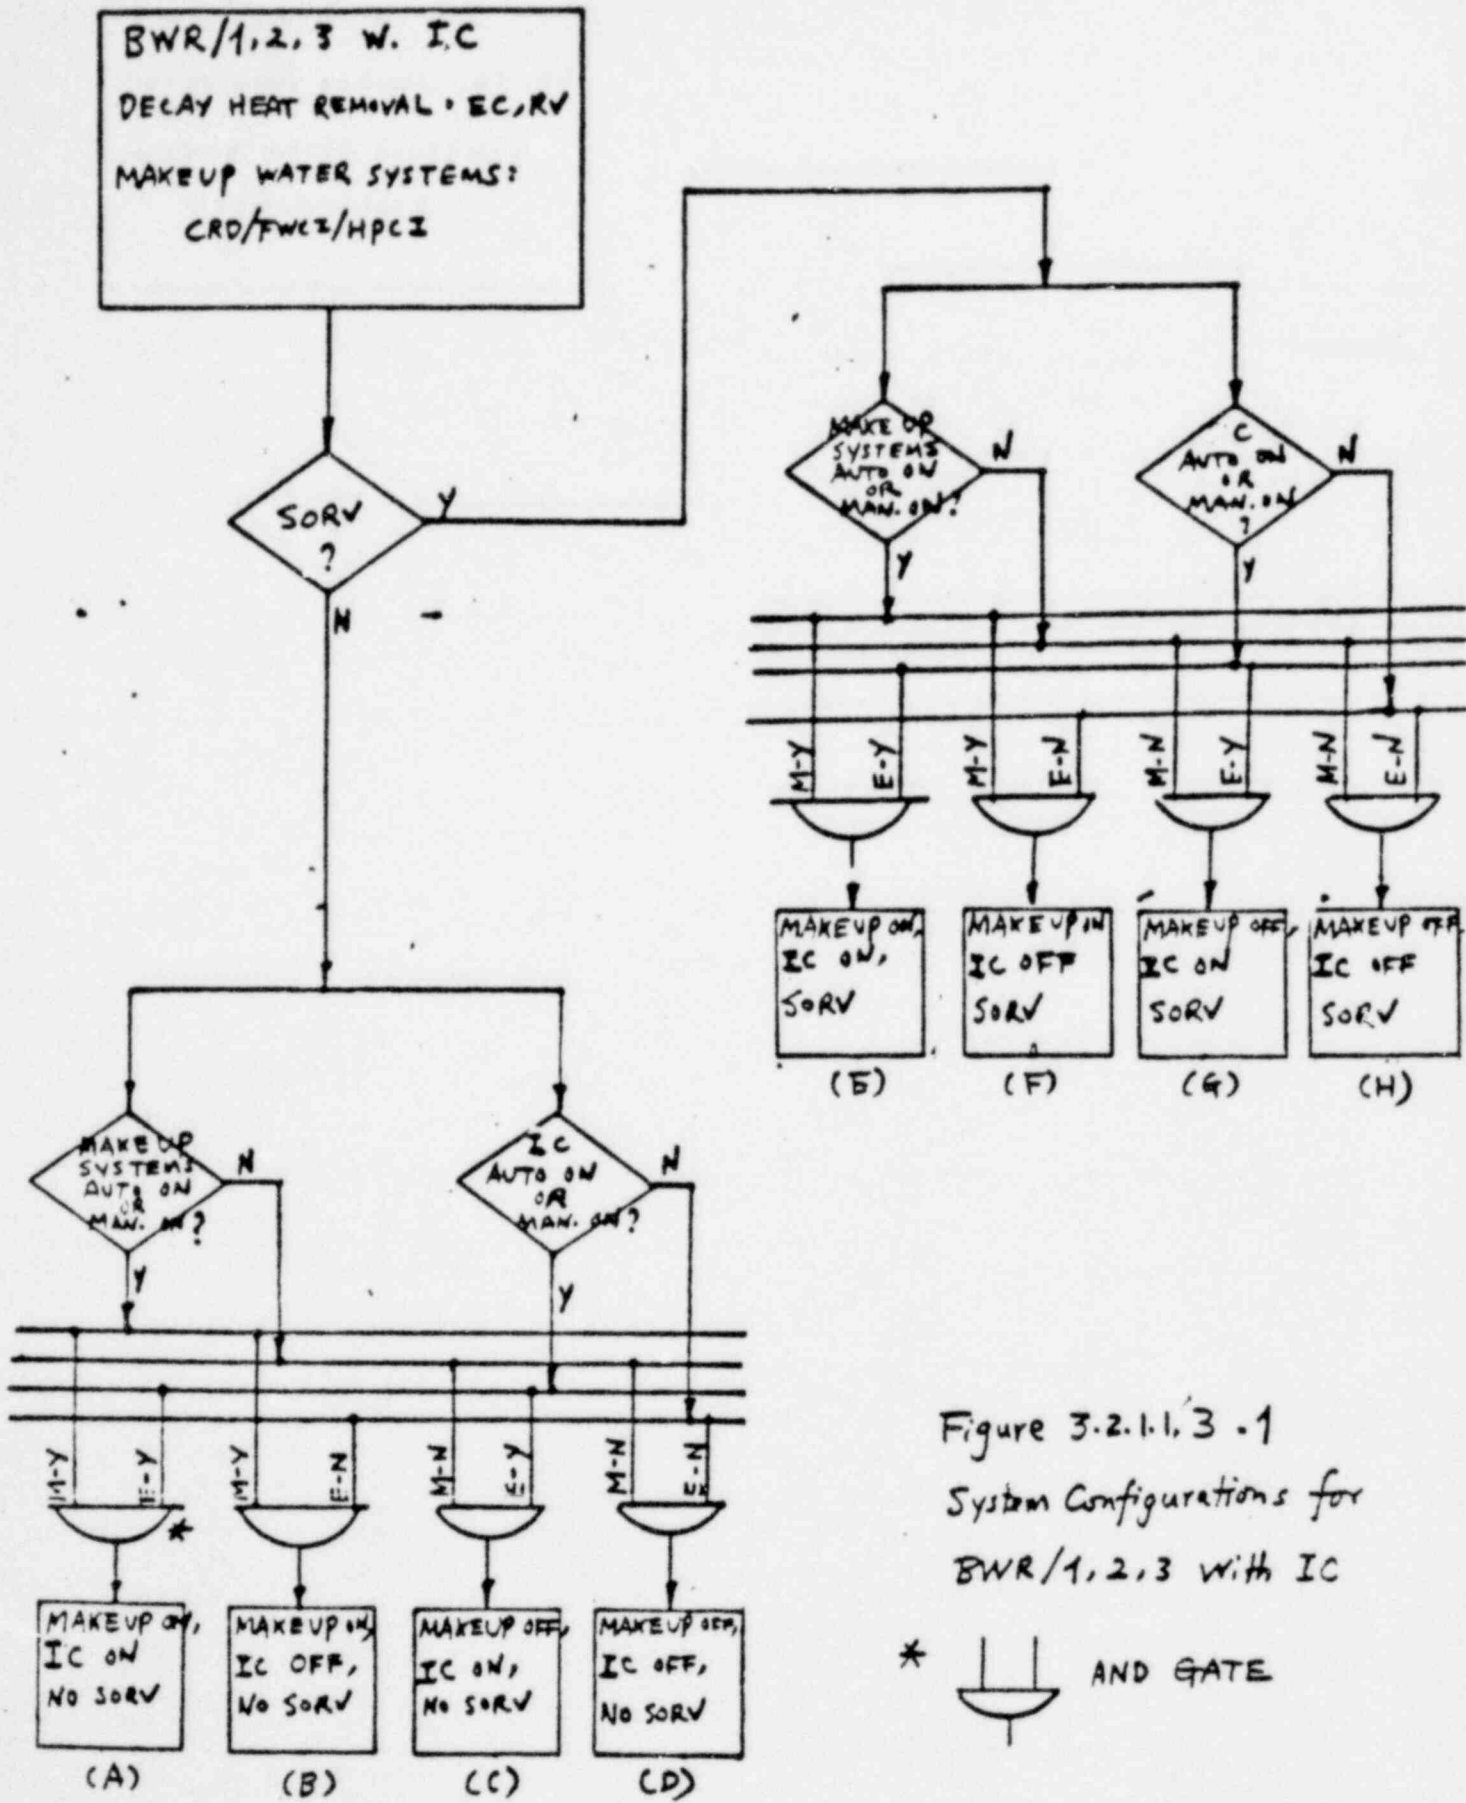 BWR/1,2,3 W. IC
DECAY HEAT REMOVAL · EC, RV
MAKEUP WATER SYSTEMS:
CRD/FWCI/HPCI
SORV
?
Y
N
MAKE UP
SYSTEMS
AUTO ON
OR
MAN. ON?
N
Y
C
AUTO ON
OR
MAN. ON
?
N
Y
M-Y
E-Y
M-Y
E-N
M-N
E-Y
M-N
E-N
MAKEUP ON,
IC ON,
SORV
(E)
MAKEUP ON
IC OFF
SORV
(F)
MAKEUP OFF,
IC ON
SORV
(G)
MAKEUP OFF,
IC OFF
SORV
(H)
MAKE UP
SYSTEMS
AUTO ON
OR
MAN. ON?
N
Y
IC
AUTO ON
OR
MAN. ON?
N
Y
M-Y
E-Y
M-Y
E-N
M-N
E-Y
M-N
E-N
*
MAKEUP ON,
IC ON
NO SORV
(A)
MAKEUP ON,
IC OFF,
NO SORV
(B)
MAKEUP OFF,
IC ON,
NO SORV
(C)
MAKEUP OFF,
IC OFF,
NO SORV
(D)
Figure 3.2.1.1.3.1
System Configurations for
BWR/1,2,3 with IC
* AND GATE